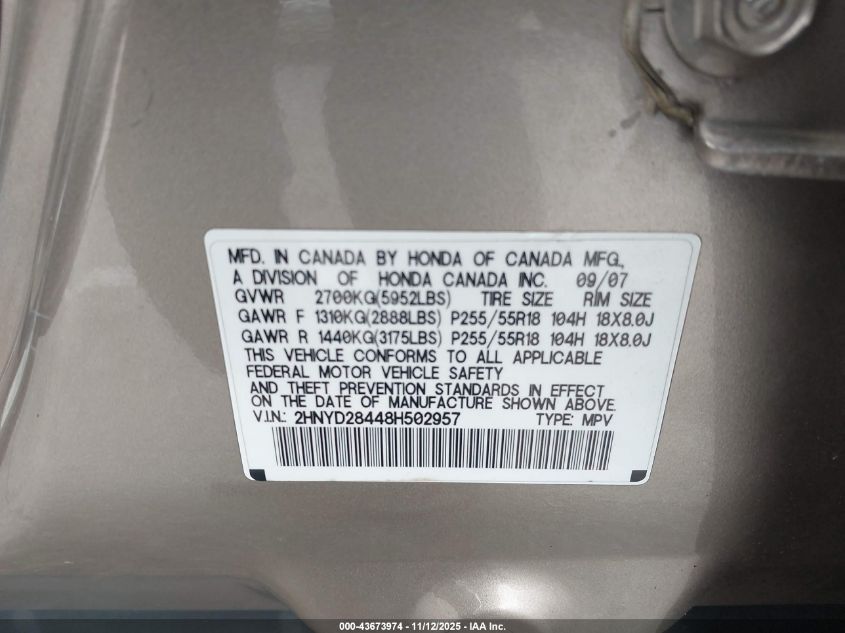 MFD. IN CANADA BY HONDA OF CANADA MFG.,
A DIVISION OF HONDA CANADA INC. 09/07
GVWR 2700KG(5952LBS) TIRE SIZE RIM SIZE
GAWR F 1310KG(2888LBS) P255/55R18 104H 18X8.0J
GAWR R 1440KG(3175LBS) P255/55R18 104H 18X8.0J
THIS VEHICLE CONFORMS TO ALL APPLICABLE
FEDERAL MOTOR VEHICLE SAFETY
AND THEFT PREVENTION STANDARDS IN EFFECT
ON THE DATE OF MANUFACTURE SHOWN ABOVE.
V.I.N.: 2HNYD28448H502957 TYPE: MPV
000-43673974 - 11/12/2025 - IAA Inc.